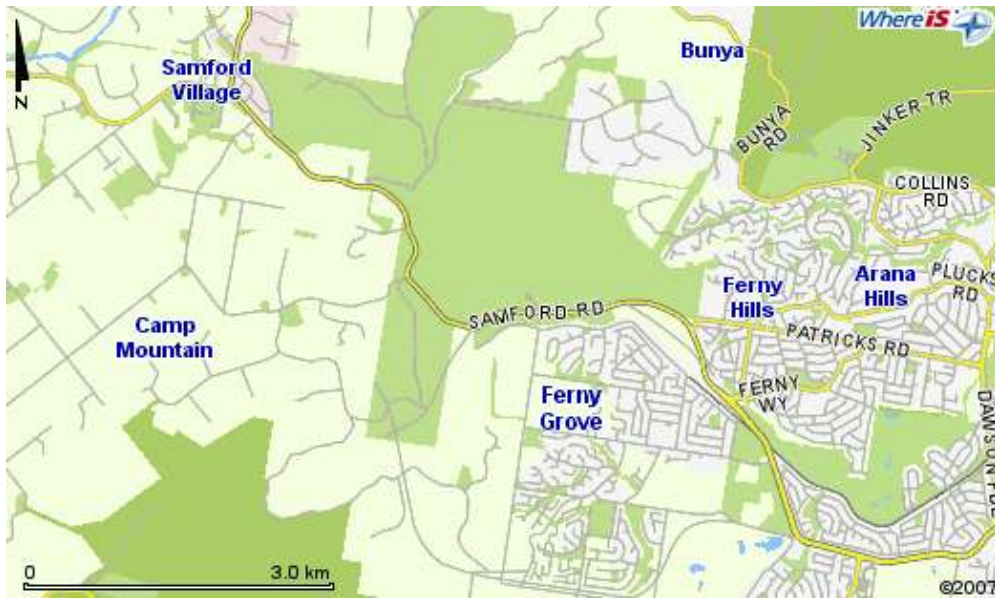 WhereiS
N
Samford
Village
Bunya
BUNYA
RD
JINKER TR
COLLINS
RD
Ferny
Hills
Arana
Hills
PLUCKS
RD
SAMFORD RD
PATRICKS RD
Camp
Mountain
FERNY
WY
Ferny
Grove
DAWSON PDE
0 3.0 km
©2007